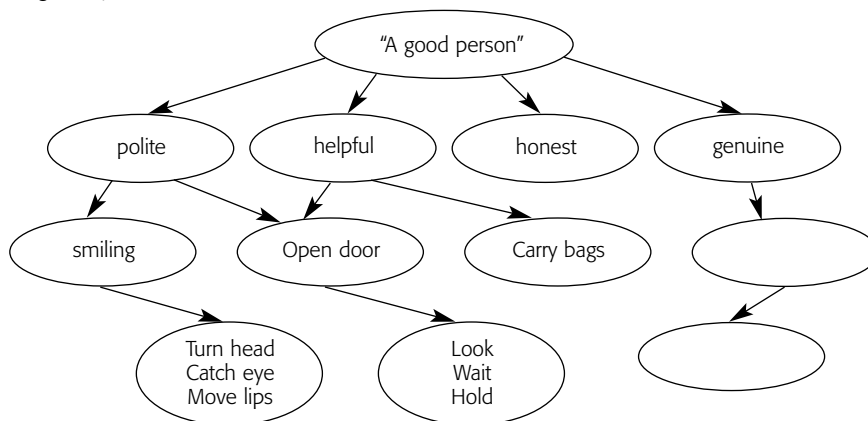 “A good person”
polite
helpful
honest
genuine
smiling
Open door
Carry bags
Turn head
Catch eye
Move lips
Look
Wait
Hold